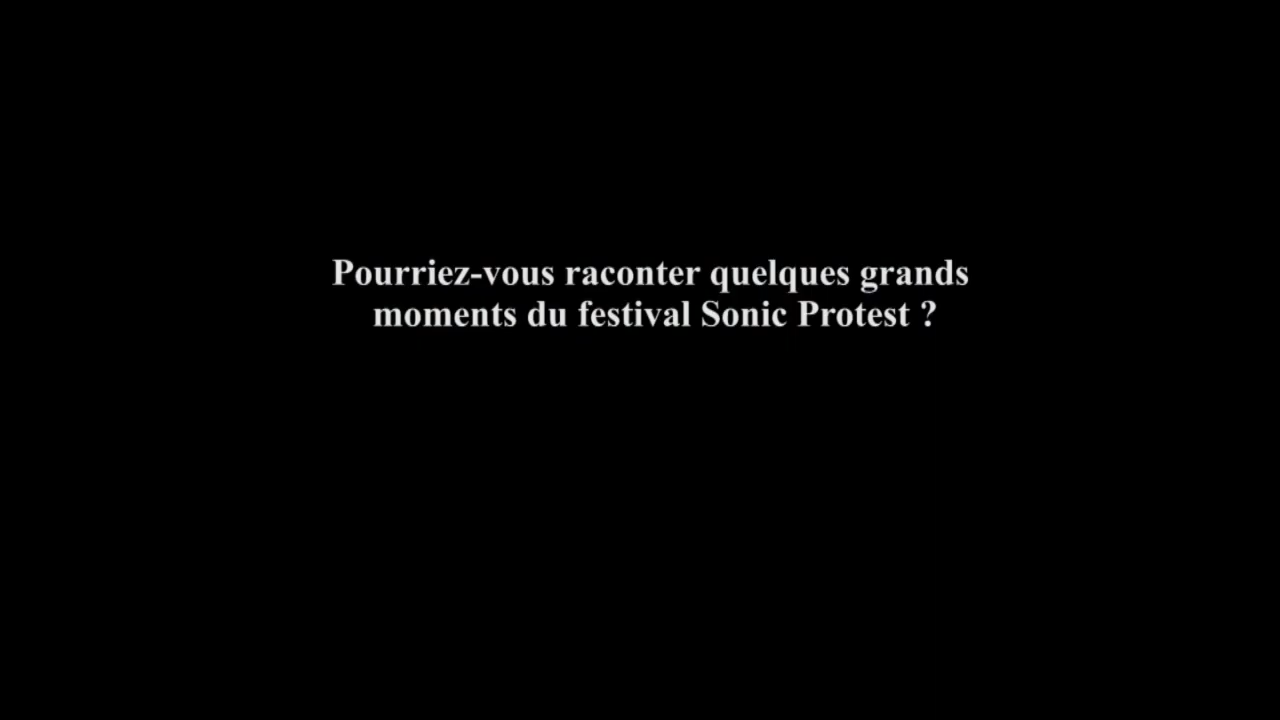 Pourriez-vous raconter quelques grands
moments du festival Sonic Protest ?